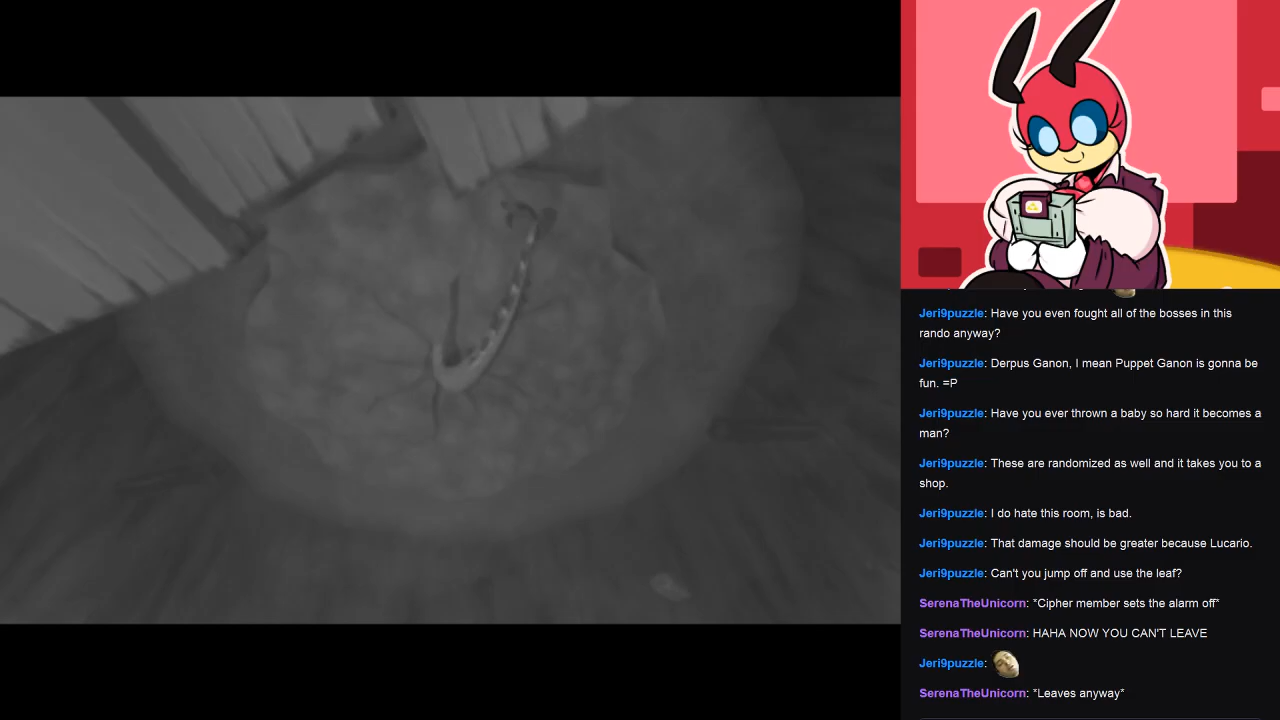 Jeri9puzzle: Have you even fought all of the bosses in this
rando anyway?
Jeri9puzzle: Derpus Ganon, I mean Puppet Ganon is gonna be
fun. =P
Jeri9puzzle: Have you ever thrown a baby so hard it becomes a
man?
Jeri9puzzle: These are randomized as well and it takes you to a
shop.
Jeri9puzzle: I do hate this room, is bad.
Jeri9puzzle: That damage should be greater because Lucario.
Jeri9puzzle: Can't you jump off and use the leaf?
SerenaTheUnicorn: *Cipher member sets the alarm off*
SerenaTheUnicorn: HAHA NOW YOU CAN'T LEAVE
Jeri9puzzle:
SerenaTheUnicorn: *Leaves anyway*